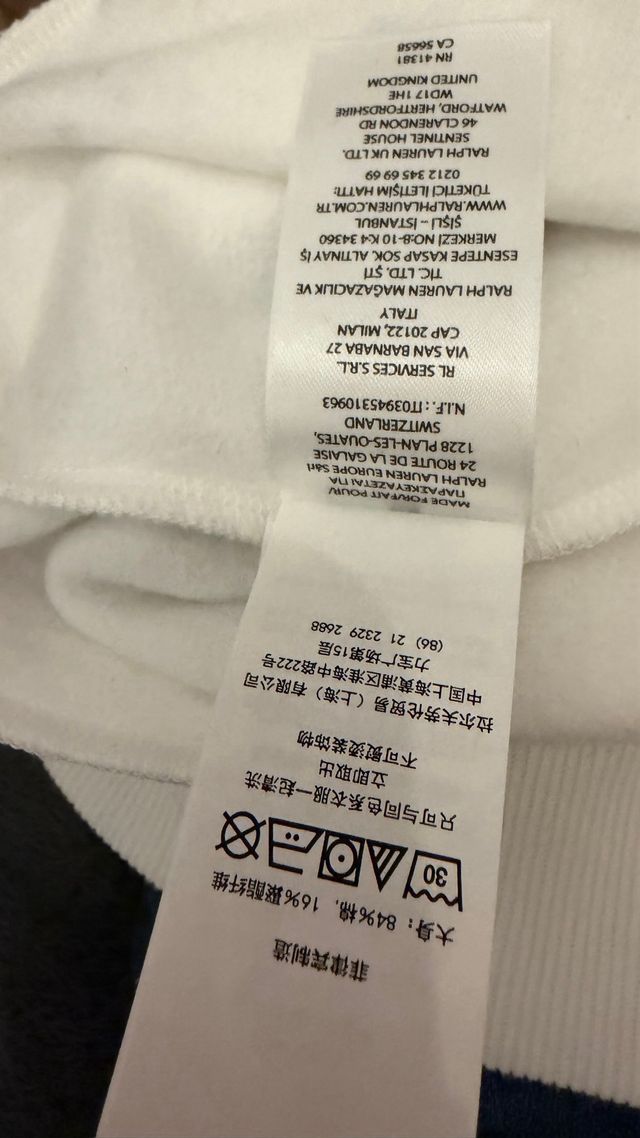 菲律宾制造
大身：84%棉，16%聚酯纤维
30
只可与同色系衣服一起清洗
立即取出
不可熨烫装饰物
拉尔夫劳伦贸易（上海）有限公司
中国上海黄浦区淮海中路222号
力宝广场第15层
(86) 21 2329 2688
MADE FOR/FAIT POUR/
ΠΑΡΑΣΚΕΥΑΖΕΤΑΙ ΓΙΑ
RALPH LAUREN EUROPE Sàrl
24 ROUTE DE LA GALAISE
1228 PLAN-LES-OUATES,
SWITZERLAND
N.I.F.: IT03945310963
RL SERVICES S.R.L.
VIA SAN BARNABA 27
CAP 20122, MILAN
ITALY
RALPH LAUREN MAĞAZACILIK VE
TİC. LTD. ŞTİ
ESENTEPE KASAP SOK. ALTINAY İŞ
MERKEZİ NO:8-10 K:4 34360
ŞİŞLİ – İSTANBUL
WWW.RALPHLAUREN.COM.TR
TÜKETİCİ İLETİŞİM HATTI:
0212 345 69 69
RALPH LAUREN UK LTD.
SENTINEL HOUSE
46 CLARENDON RD
WATFORD, HERTFORDSHIRE
WD17 1HE
UNITED KINGDOM
RN 41381
CA 56658